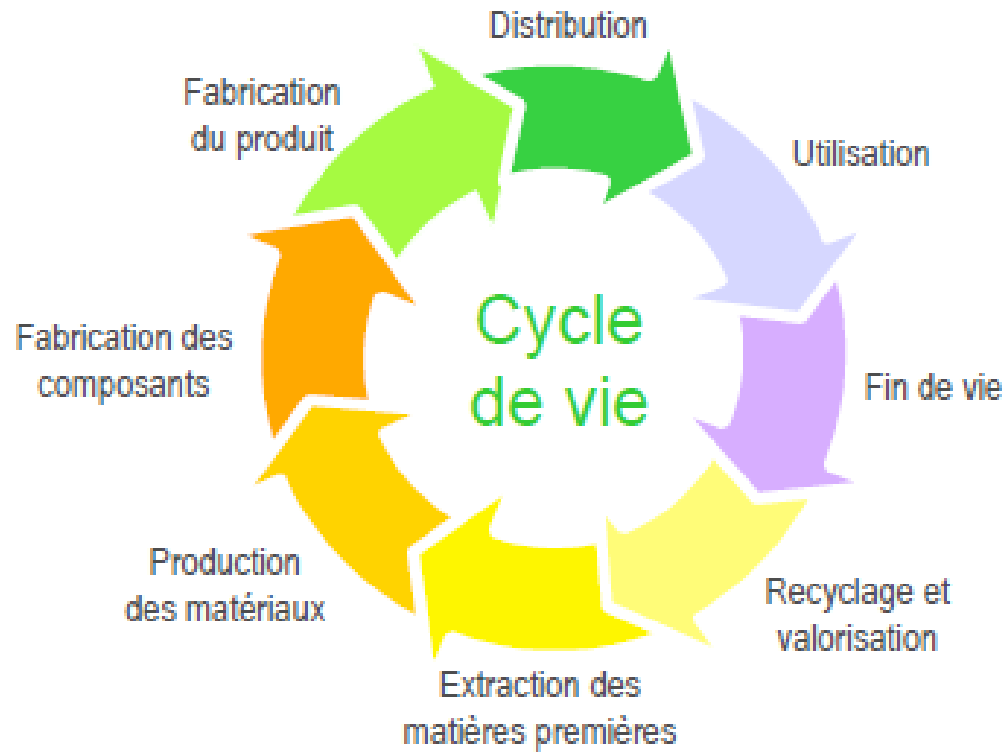 Distribution
Fabrication
du produit
Utilisation
Cycle
de vie
Fabrication des
composants
Fin de vie
Production
des matériaux
Recyclage et
valorisation
Extraction des
matières premières